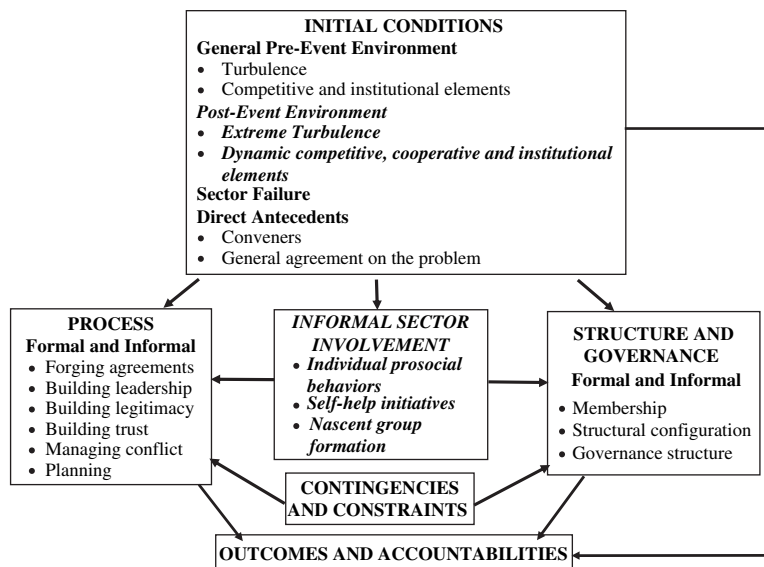 INITIAL CONDITIONS
General Pre-Event Environment
• Turbulence
• Competitive and institutional elements
Post-Event Environment
• Extreme Turbulence
• Dynamic competitive, cooperative and institutional
elements
Sector Failure
Direct Antecedents
• Conveners
• General agreement on the problem
PROCESS
Formal and Informal
• Forging agreements
• Building leadership
• Building legitimacy
• Building trust
• Managing conflict
• Planning
INFORMAL SECTOR
INVOLVEMENT
• Individual prosocial
behaviors
• Self-help initiatives
• Nascent group
formation
STRUCTURE AND
GOVERNANCE
Formal and Informal
• Membership
• Structural configuration
• Governance structure
CONTINGENCIES
AND CONSTRAINTS
OUTCOMES AND ACCOUNTABILITIES